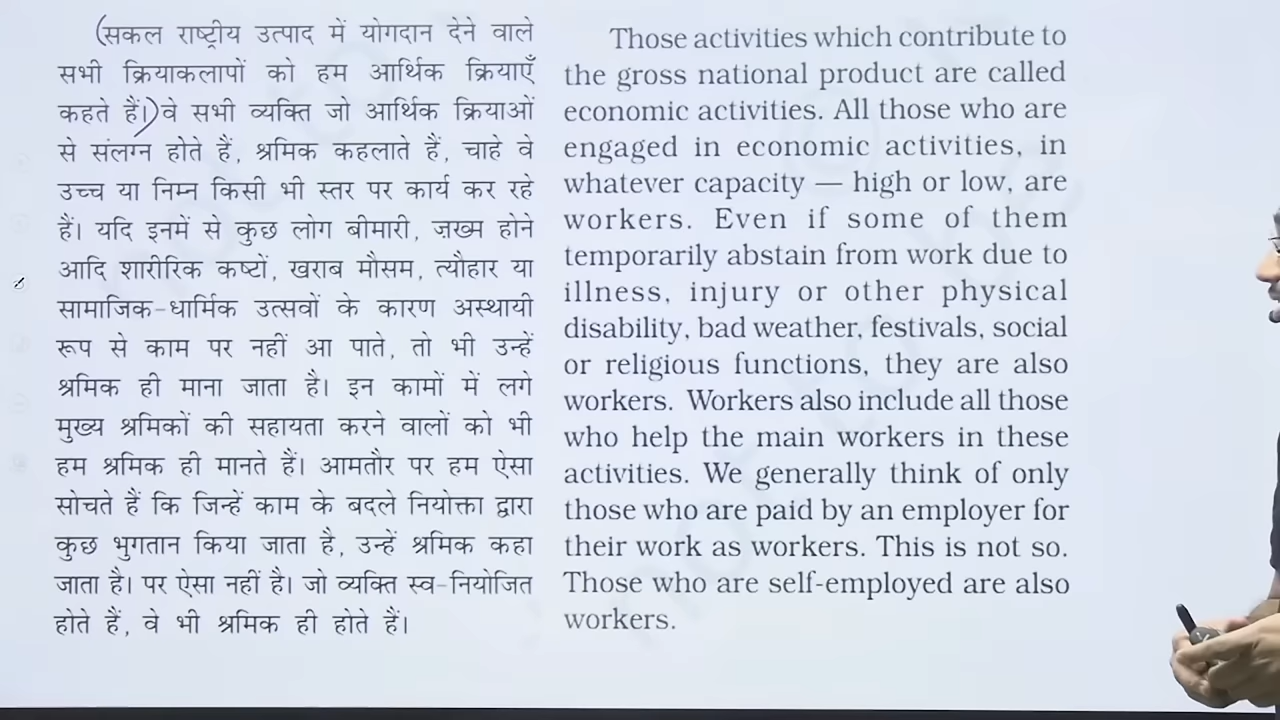 (सकल राष्ट्रीय उत्पाद में योगदान देने वाले
सभी क्रियाकलापों को हम आर्थिक क्रियाएँ
कहते हैं।) वे सभी व्यक्ति जो आर्थिक क्रियाओं
से संलग्न होते हैं, श्रमिक कहलाते हैं, चाहे वे
उच्च या निम्न किसी भी स्तर पर कार्य कर रहे
हैं। यदि इनमें से कुछ लोग बीमारी, ज़ख्म होने
आदि शारीरिक कष्टों, खराब मौसम, त्यौहार या
सामाजिक-धार्मिक उत्सवों के कारण अस्थायी
रूप से काम पर नहीं आ पाते, तो भी उन्हें
श्रमिक ही माना जाता है। इन कामों में लगे
मुख्य श्रमिकों की सहायता करने वालों को भी
हम श्रमिक ही मानते हैं। आमतौर पर हम ऐसा
सोचते हैं कि जिन्हें काम के बदले नियोक्ता द्वारा
कुछ भुगतान किया जाता है, उन्हें श्रमिक कहा
जाता है। पर ऐसा नहीं है। जो व्यक्ति स्व-नियोजित
होते हैं, वे भी श्रमिक ही होते हैं।
Those activities which contribute to
the gross national product are called
economic activities. All those who are
engaged in economic activities, in
whatever capacity — high or low, are
workers. Even if some of them
temporarily abstain from work due to
illness, injury or other physical
disability, bad weather, festivals, social
or religious functions, they are also
workers. Workers also include all those
who help the main workers in these
activities. We generally think of only
those who are paid by an employer for
their work as workers. This is not so.
Those who are self-employed are also
workers.